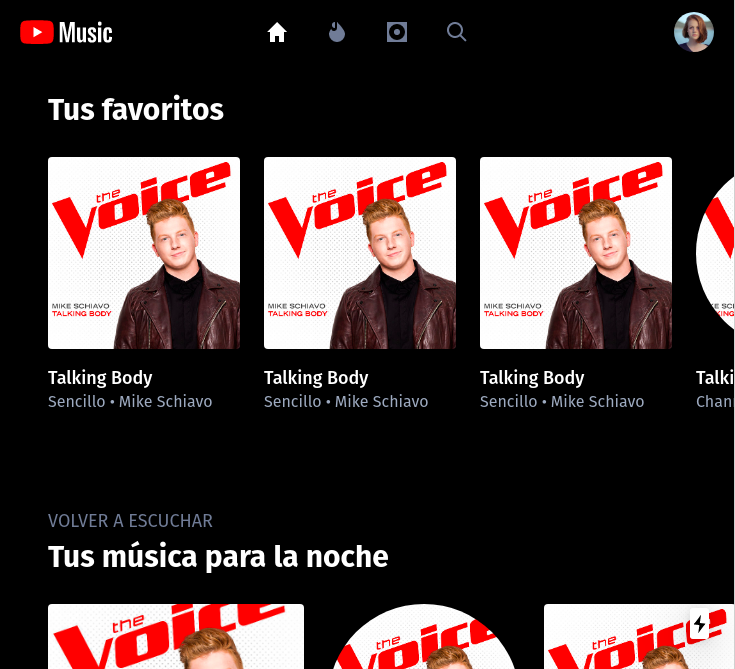 Music
Tus favoritos
the Voice
MIKE SCHIAVO
TALKING BODY
the Voice
MIKE SCHIAVO
TALKING BODY
the Voice
MIKE SCHIAVO
TALKING BODY
Talking Body
Sencillo • Mike Schiavo
Talking Body
Sencillo • Mike Schiavo
Talking Body
Sencillo • Mike Schiavo
VOLVER A ESCUCHAR
Tus música para la noche
the Voice
the Voice
the Voice